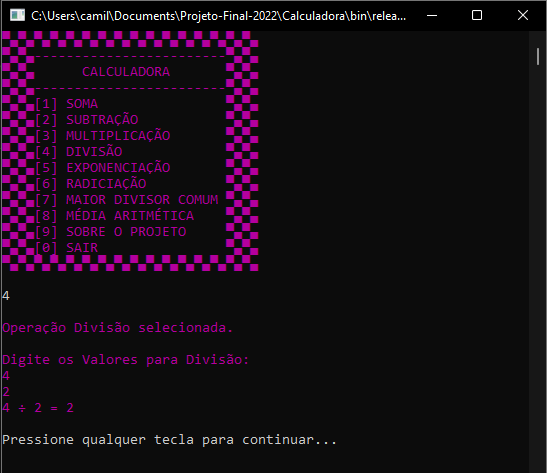 C:\Users\camil\Documents\Projeto-Final-2022\Calculadora\bin\relea...
------------------------
CALCULADORA
------------------------
[1] SOMA
[2] SUBTRAÇÃO
[3] MULTIPLICAÇÃO
[4] DIVISÃO
[5] EXPONENCIAÇÃO
[6] RADICIAÇÃO
[7] MAIOR DIVISOR COMUM
[8] MÉDIA ARITMÉTICA
[9] SOBRE O PROJETO
[0] SAIR
4
Operação Divisão selecionada.
Digite os Valores para Divisão:
4
2
4 ÷ 2 = 2
Pressione qualquer tecla para continuar...